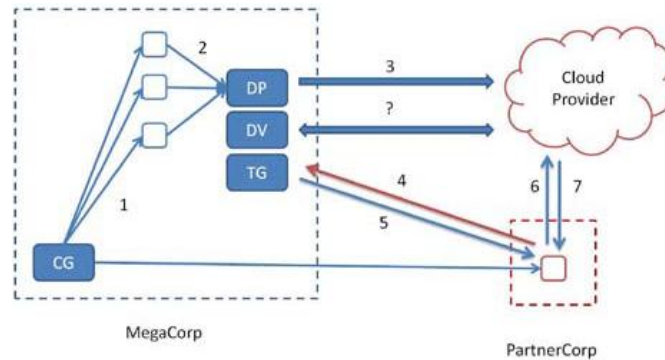 2
DP
3
Cloud
Provider
DV
?
TG
4
1
5
6
7
CG
MegaCorp
PartnerCorp